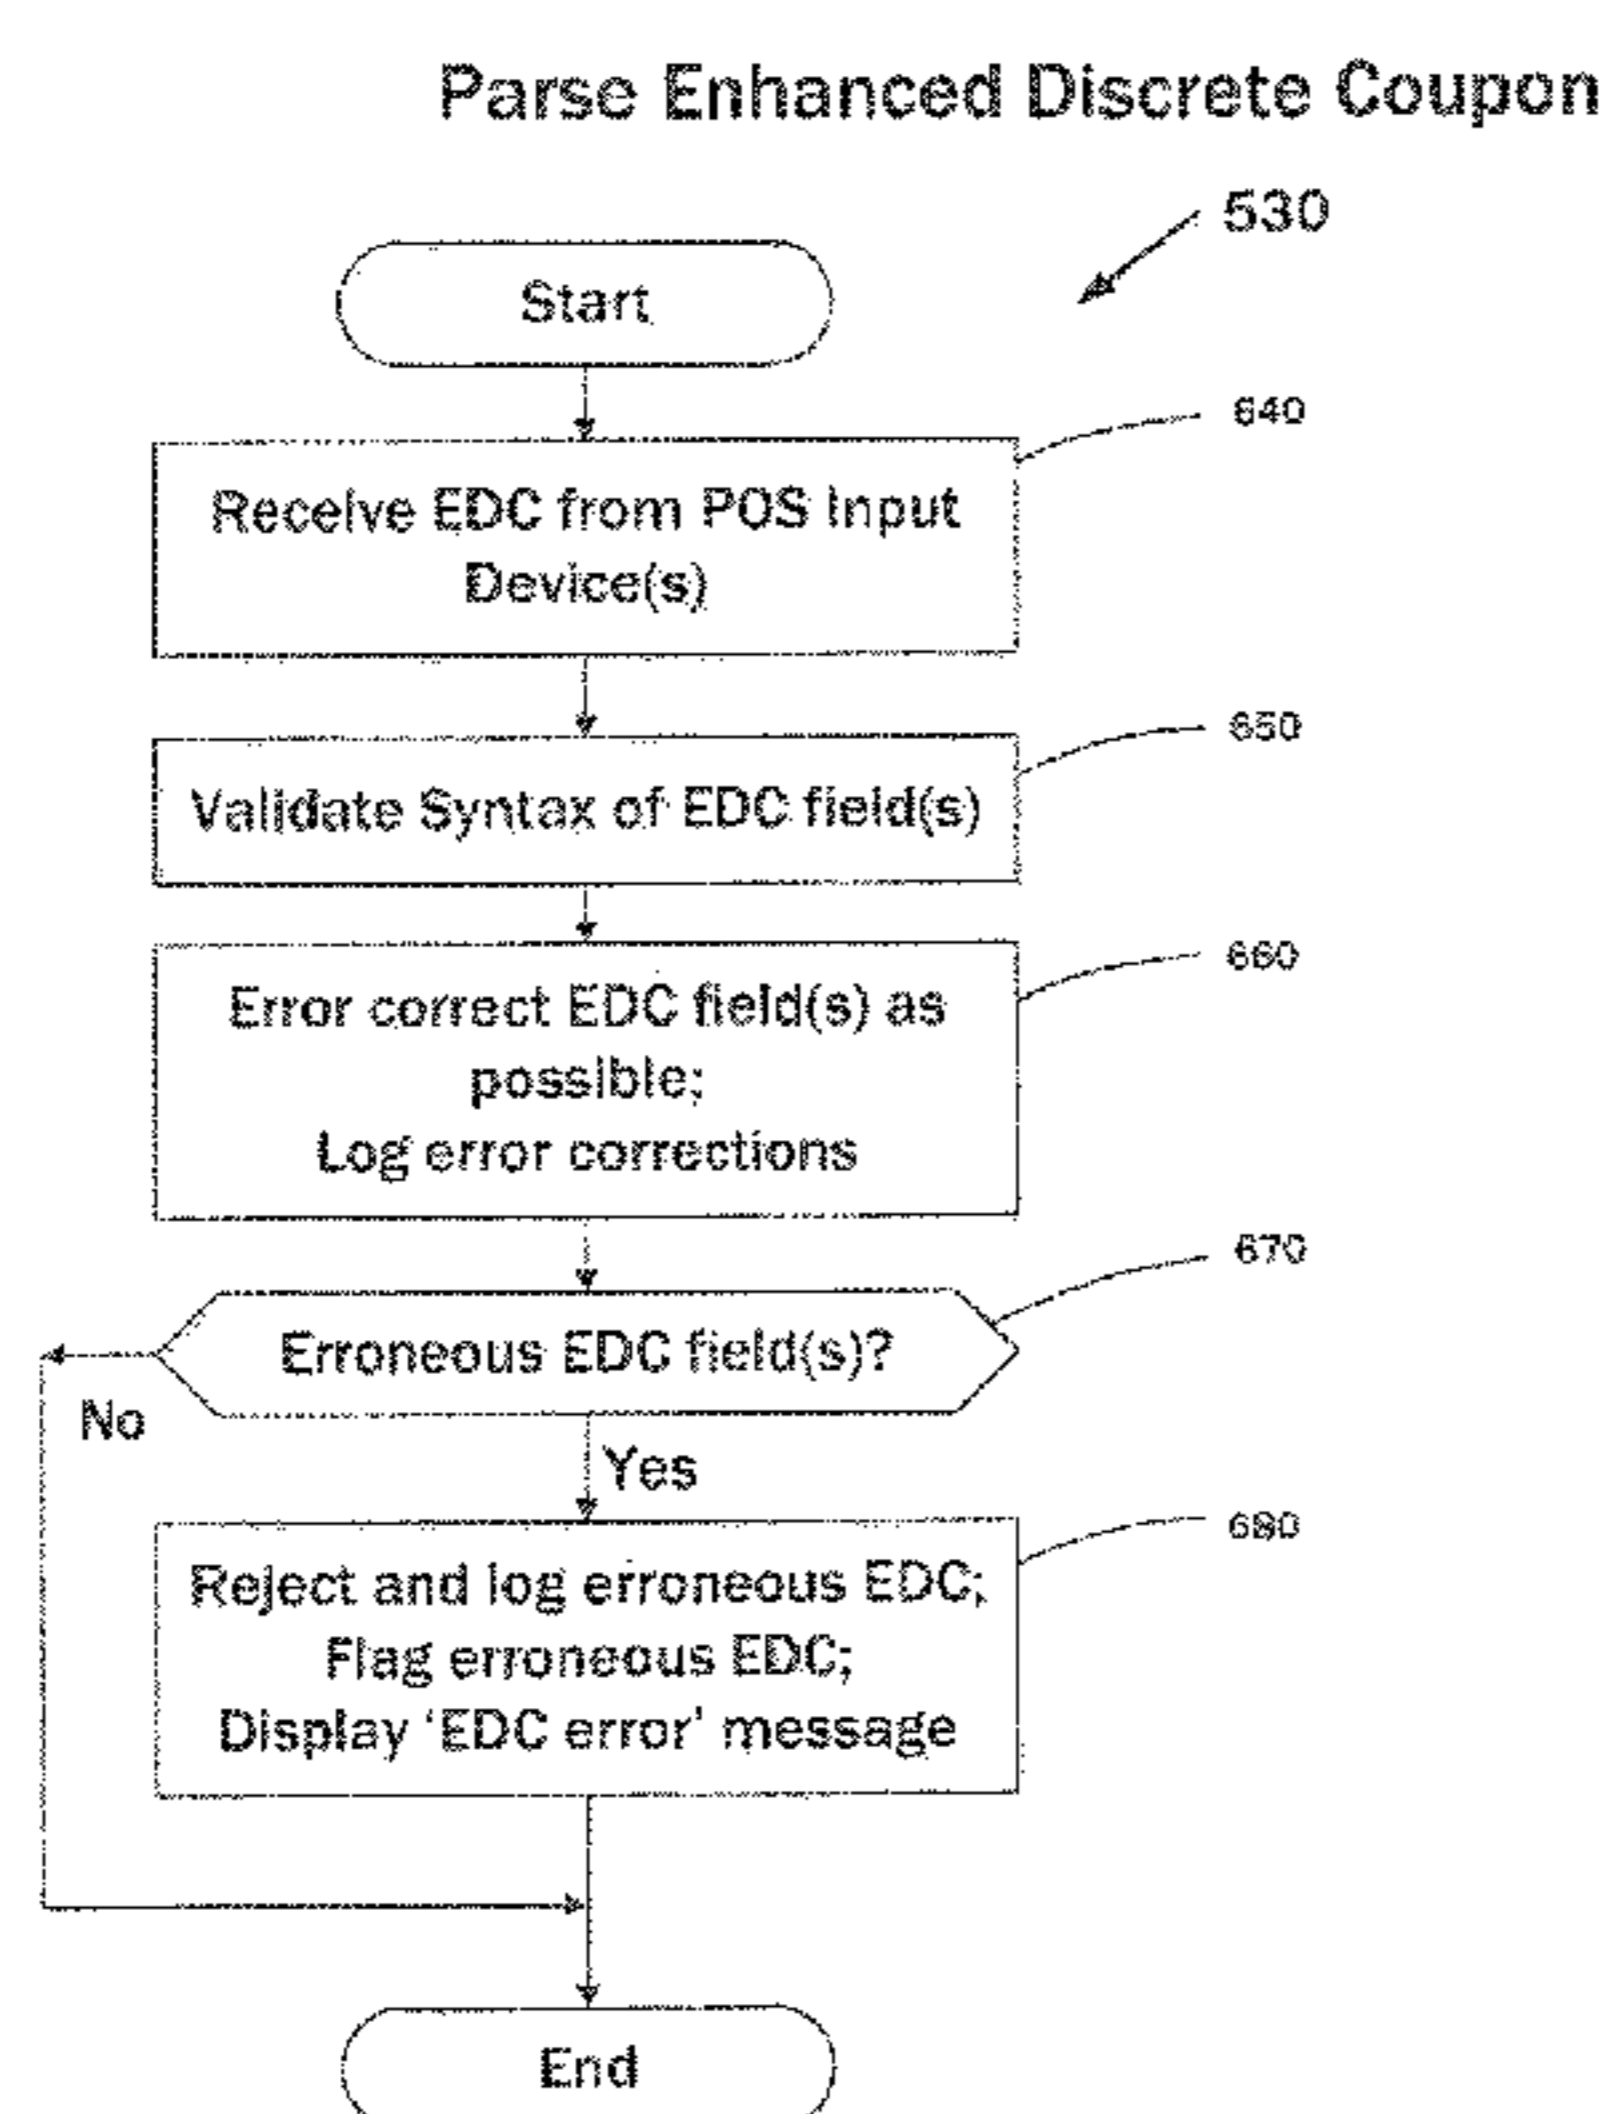 Parse Enhanced Discrete Coupon
530
Start
640
Receive EDC from POS Input
Device(s)
650
Validate Syntax of EDC field(s)
660
Error correct EDC field(s) as
possible;
Log error corrections
670
Erroneous EDC field(s)?
No
Yes
680
Reject and log erroneous EDC;
Flag erroneous EDC;
Display ‘EDC error’ message
End